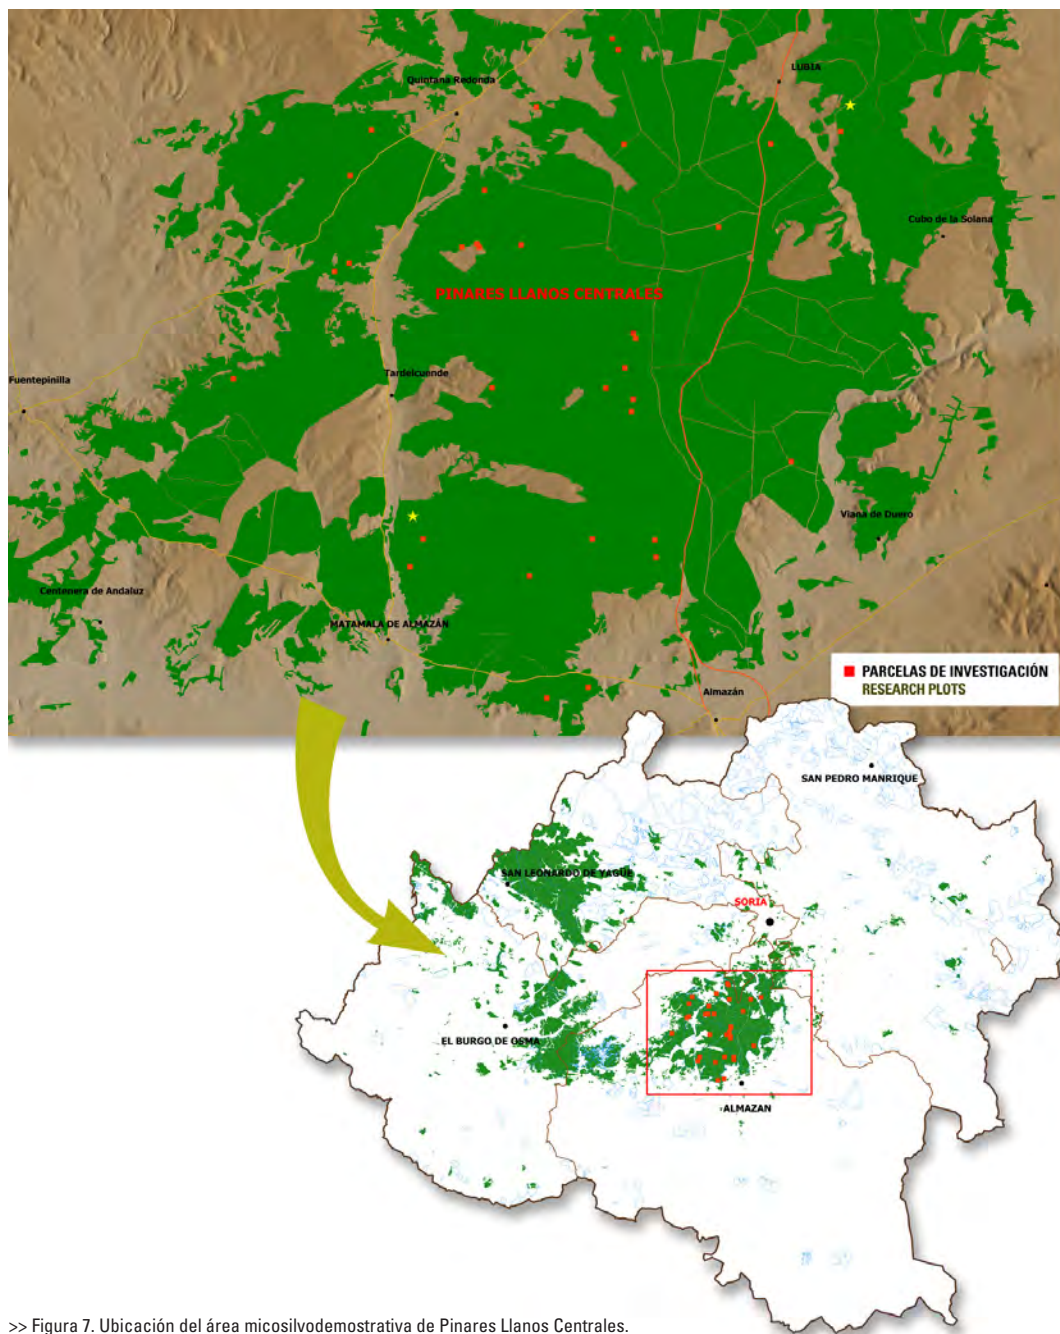 LUBIA
Quintana Redonda
Cubo de la Solana
PINARES LLANOS CENTRALES
Tardelcuende
Fuentepinilla
Viana de Duero
Centenera de Andaluz
MATAMALA DE ALMAZÁN
PARCELAS DE INVESTIGACIÓN
RESEARCH PLOTS
Almazán
SAN PEDRO MANRIQUE
SAN LEONARDO DE YAGÜE
SORIA
EL BURGO DE OSMA
ALMAZAN
>> Figura 7. Ubicación del área micosilvodemostrativa de Pinares Llanos Centrales.